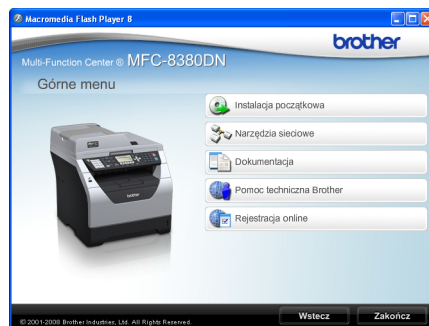 Macromedia Flash Player 8
brother
Multi-Function Center ® MFC-8380DN
Górne menu
Instalacja początkowa
Narzędzia sieciowe
Dokumentacja
Pomoc techniczna Brother
Rejestracja online
brother
Wstecz
Zakończ
© 2001-2008 Brother Industries, Ltd. All Rights Reserved.